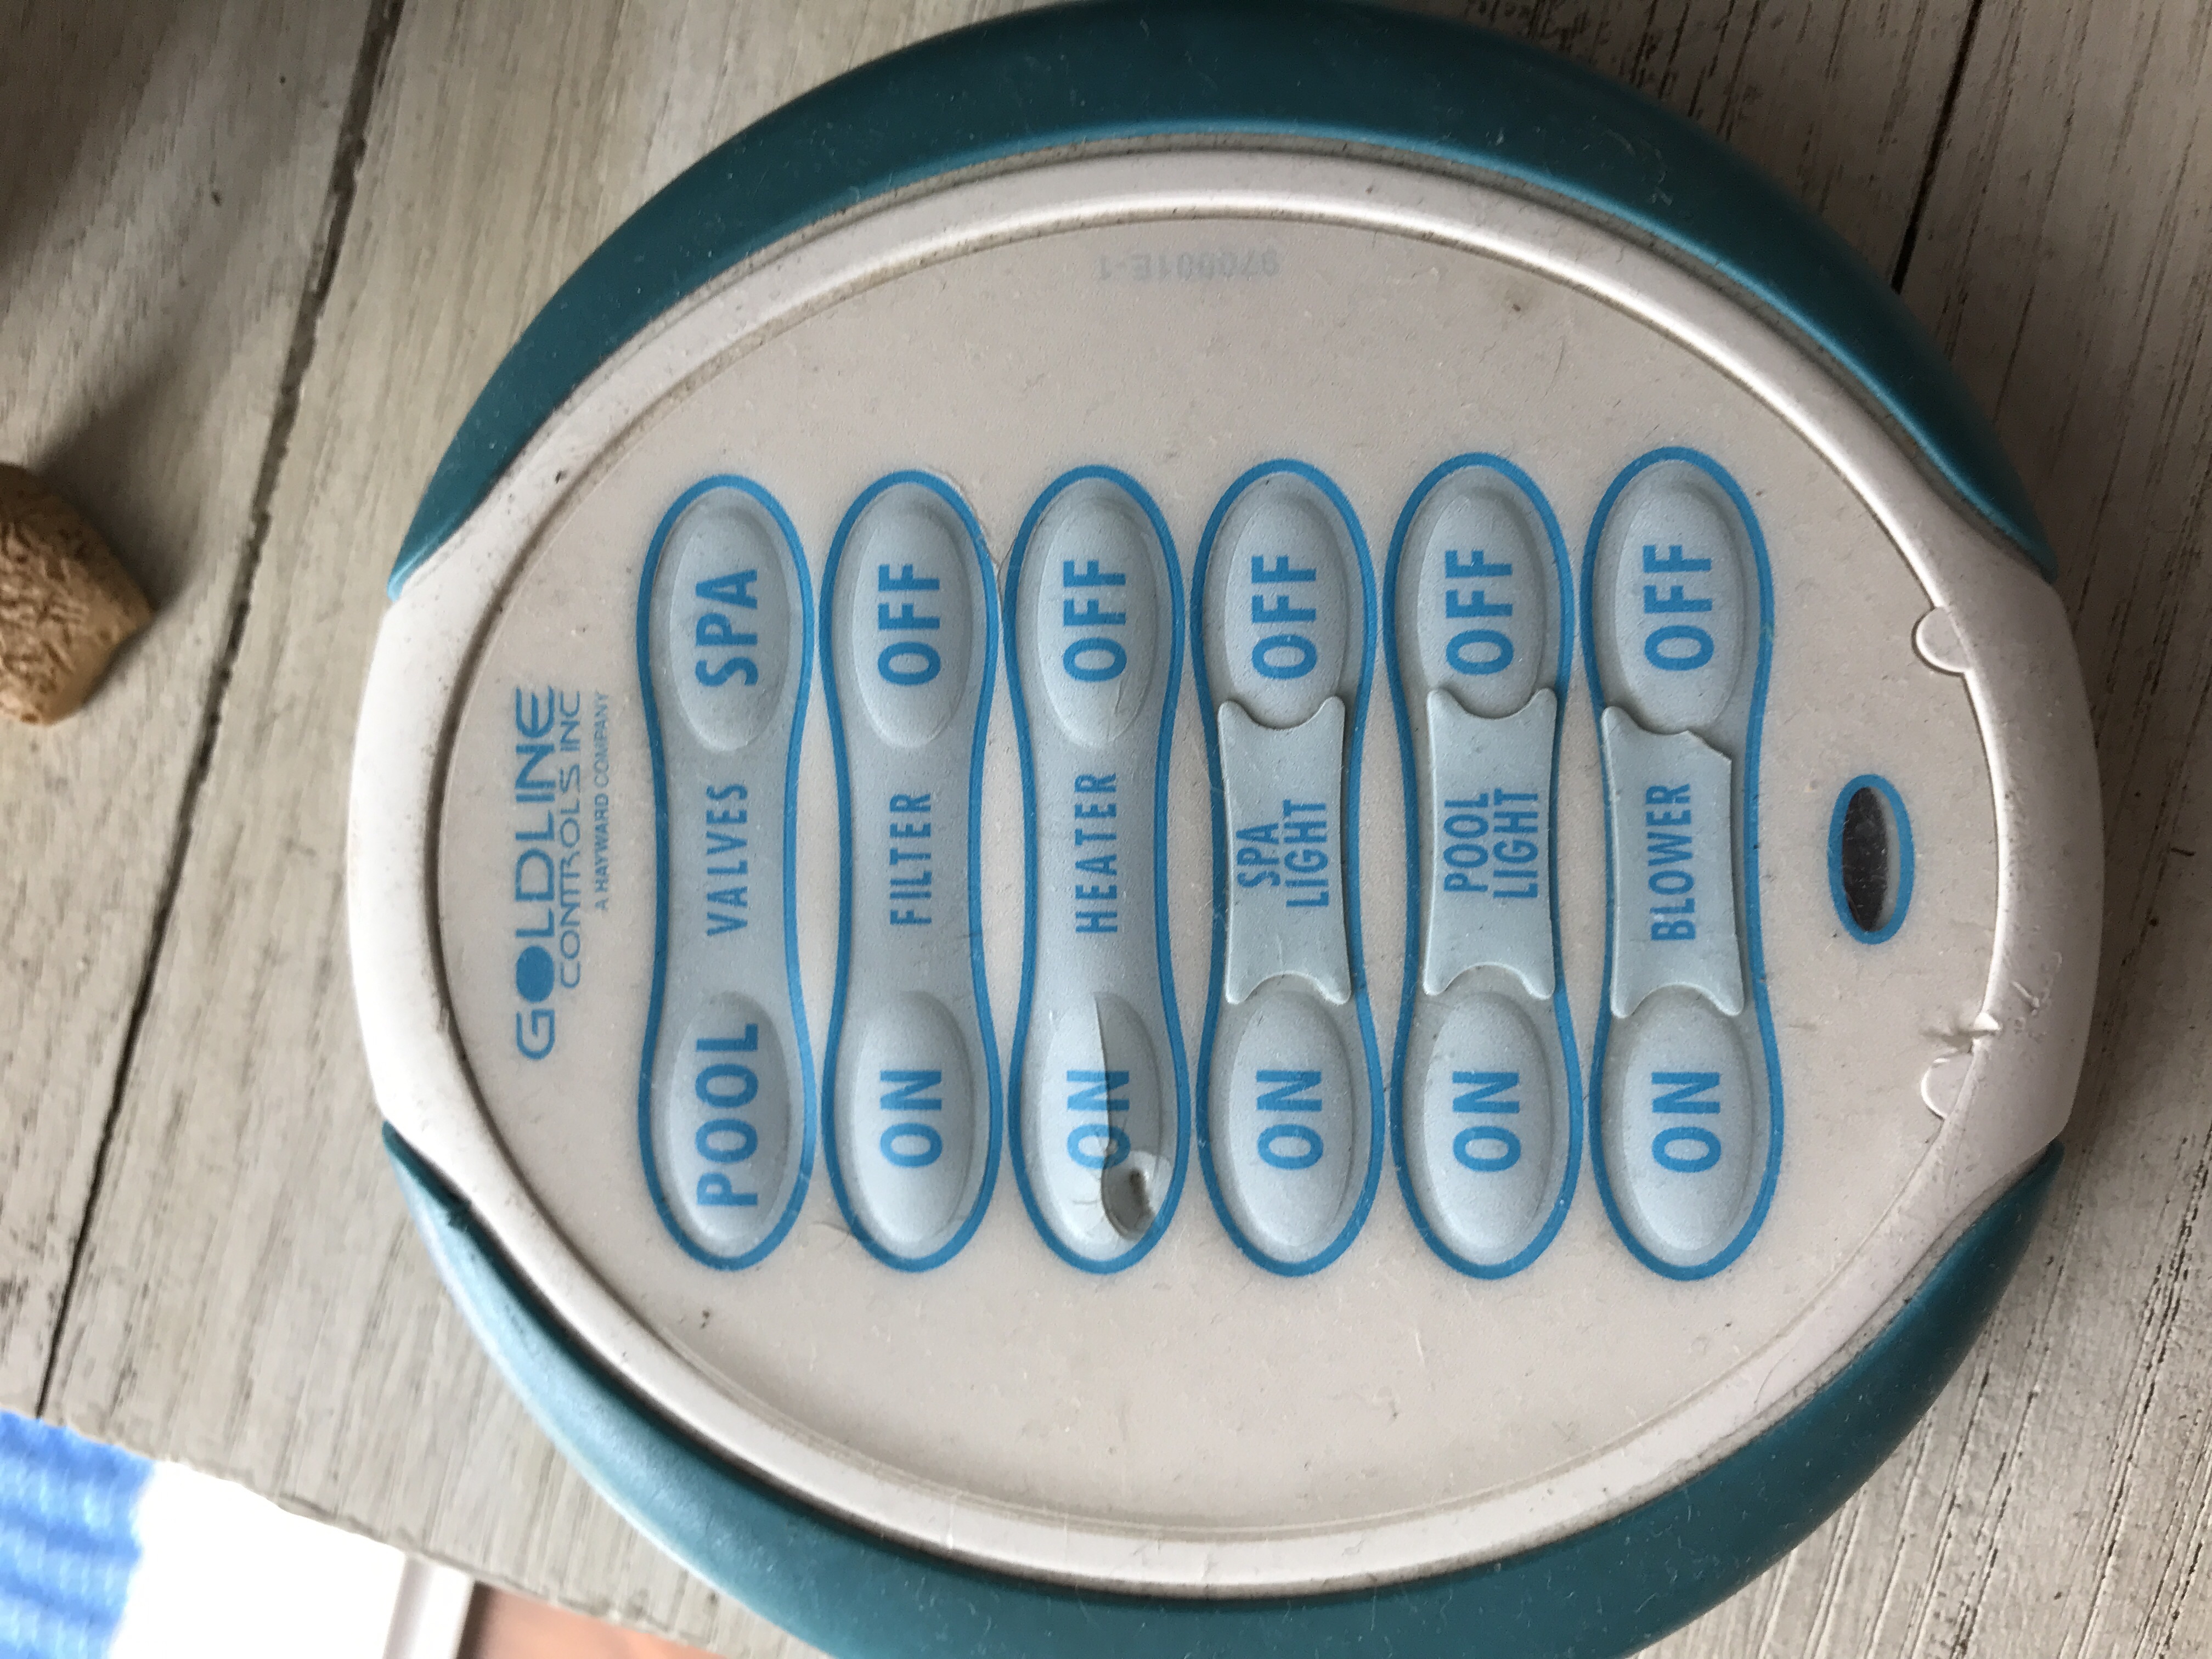 GOLDLINE
CONTROLS INC
A HAYWARD COMPANY
POOL VALVES SPA
ON FILTER OFF
ON HEATER OFF
ON SPA LIGHT OFF
ON POOL LIGHT OFF
ON BLOWER OFF